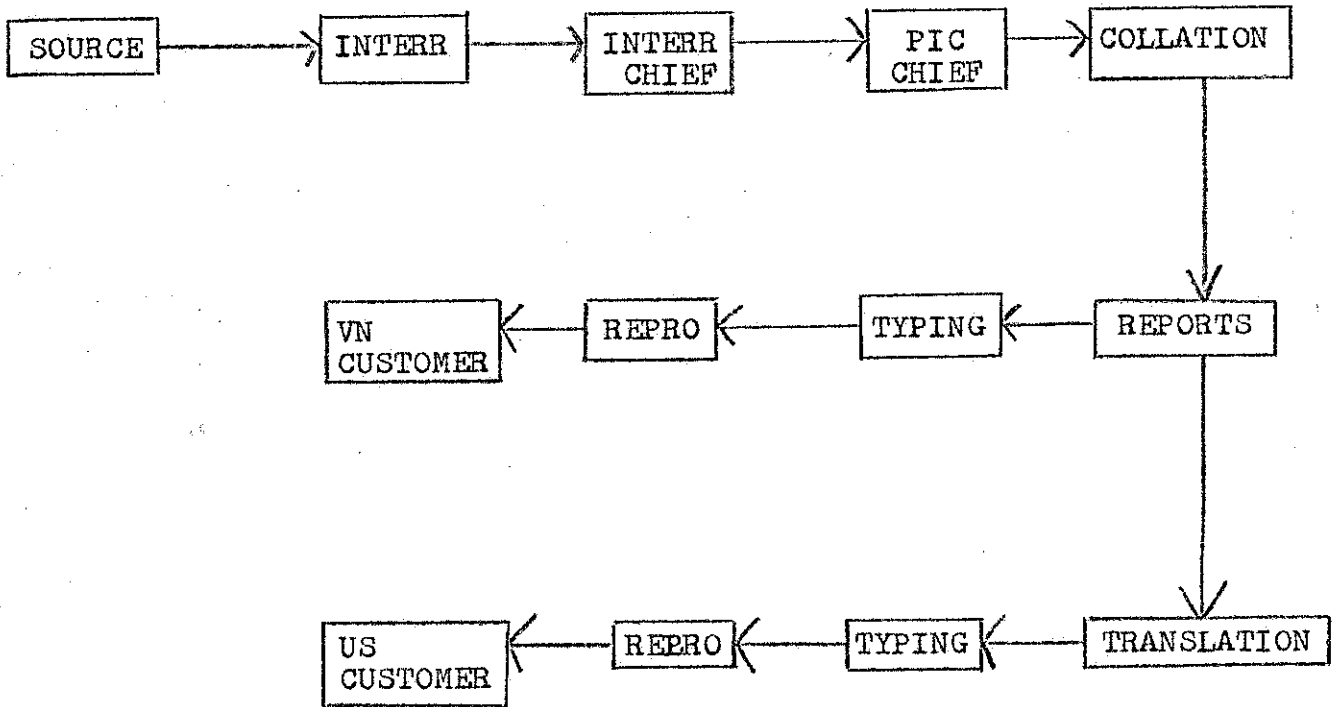 SOURCE
INTERR
INTERR
CHIEF
PIC
CHIEF
COLLATION
VN
CUSTOMER
REPRO
TYPING
REPORTS
US
CUSTOMER
REPRO
TYPING
TRANSLATION